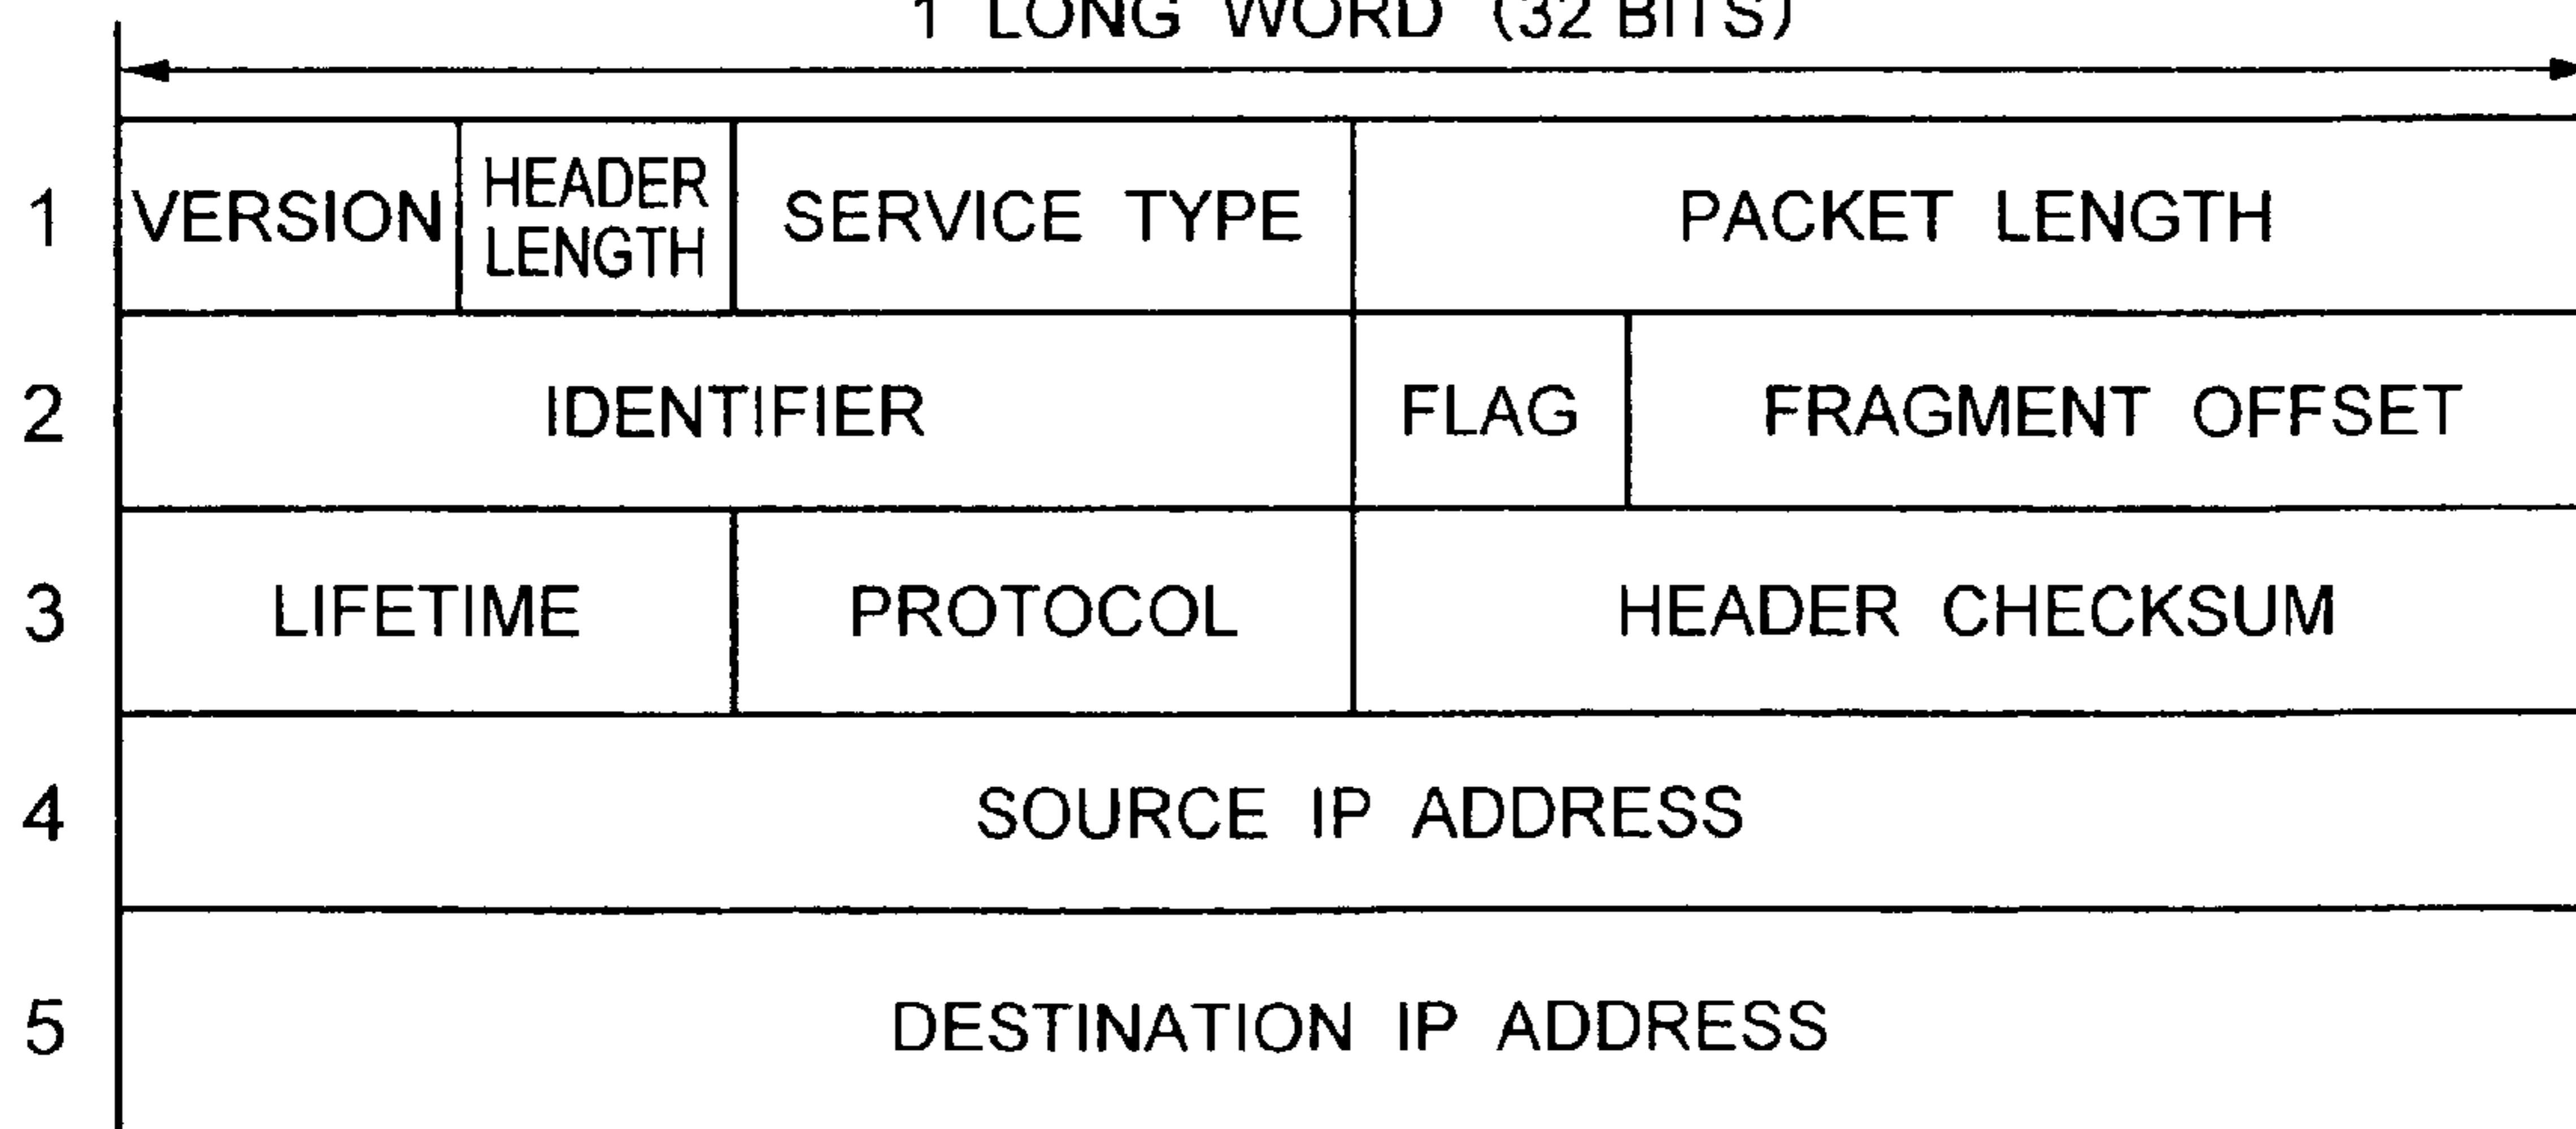 1 LONG WORD (32 BITS)
1 VERSION HEADER LENGTH SERVICE TYPE PACKET LENGTH
2 IDENTIFIER FLAG FRAGMENT OFFSET
3 LIFETIME PROTOCOL HEADER CHECKSUM
4 SOURCE IP ADDRESS
5 DESTINATION IP ADDRESS